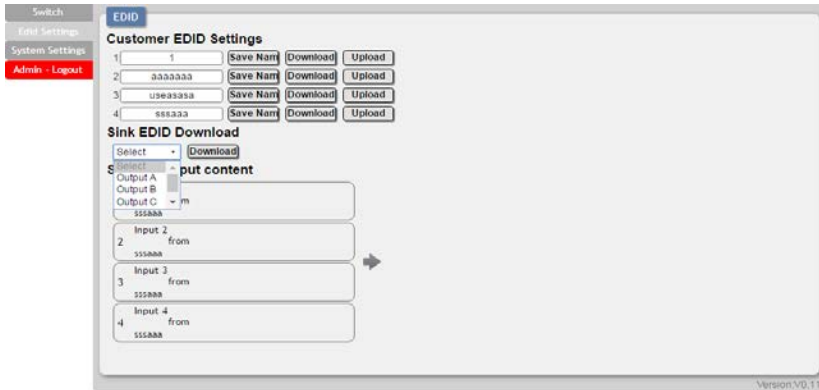 Switch
Edid Settings
System Settings
Admin - Logout
EDID
Customer EDID Settings
1 1 Save Nam Download Upload
2 aaaaaaa Save Nam Download Upload
3 useasasa Save Nam Download Upload
4 sssaaa Save Nam Download Upload
Sink EDID Download
Select Download
Select
Output A
Output B
Output C
S put content
m
sssaaa
Input 2
2 from
sssaaa
Input 3
3 from
sssaaa
Input 4
4 from
sssaaa
Version:V0.11